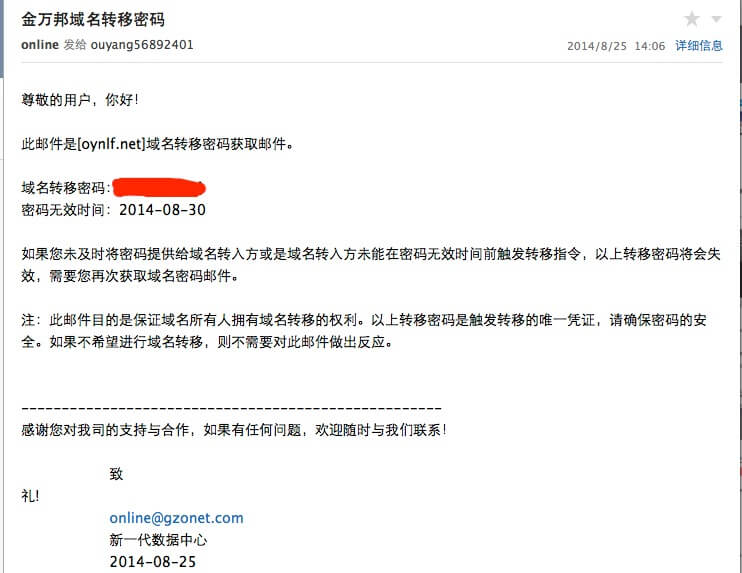 金万邦域名转移密码
online 发给 ouyang56892401
2014/8/25 14:06 详细信息
尊敬的用户，你好！
此邮件是[oynlf.net]域名转移密码获取邮件。
域名转移密码:
密码无效时间：2014-08-30
如果您未及时将密码提供给域名转入方或是域名转入方未能在密码无效时间前触发转移指令，以上转移密码将会失
效，需要您再次获取域名密码邮件。
注：此邮件目的是保证域名所有人拥有域名转移的权利。以上转移密码是触发转移的唯一凭证，请确保密码的安
全。如果不希望进行域名转移，则不需要对此邮件做出反应。
----------------------------------------------------
感谢您对我司的支持与合作，如果有任何问题，欢迎随时与我们联系！
致
礼!
online@gzonet.com
新一代数据中心
2014-08-25